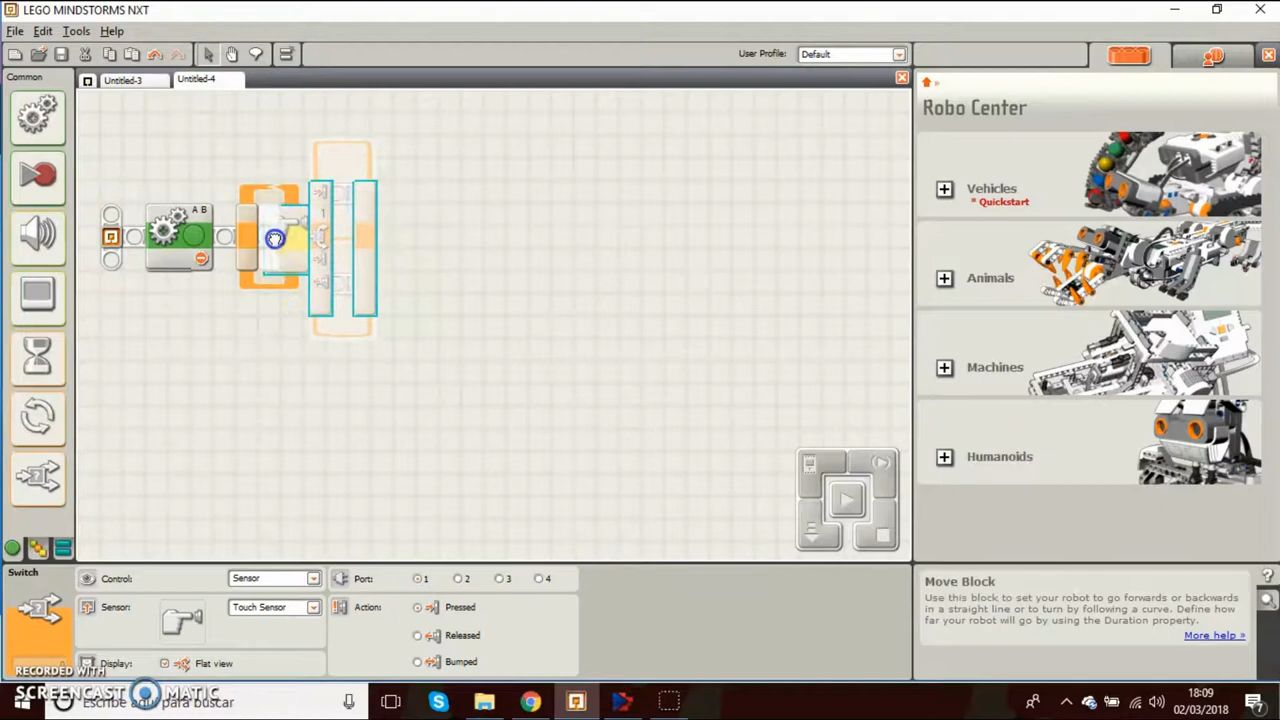 LEGO MINDSTORMS NXT
File Edit Tools Help
User Profile: Default
Common
Untitled-3 Untitled-4
Robo Center
Vehicles
* Quickstart
Animals
Machines
Humanoids
A B
1
Switch
Control: Sensor
Port: 1 2 3 4
Sensor: Touch Sensor
Action: Pressed
Released
Bumped
Display: Flat view
Move Block
Use this block to set your robot to go forwards or backwards
in a straight line or to turn by following a curve. Define how
far your robot will go by using the Duration property.
More help »
RECORDED WITH
SCREENCAST MATIC
Escribe aquí para buscar
18:09
02/03/2018
7